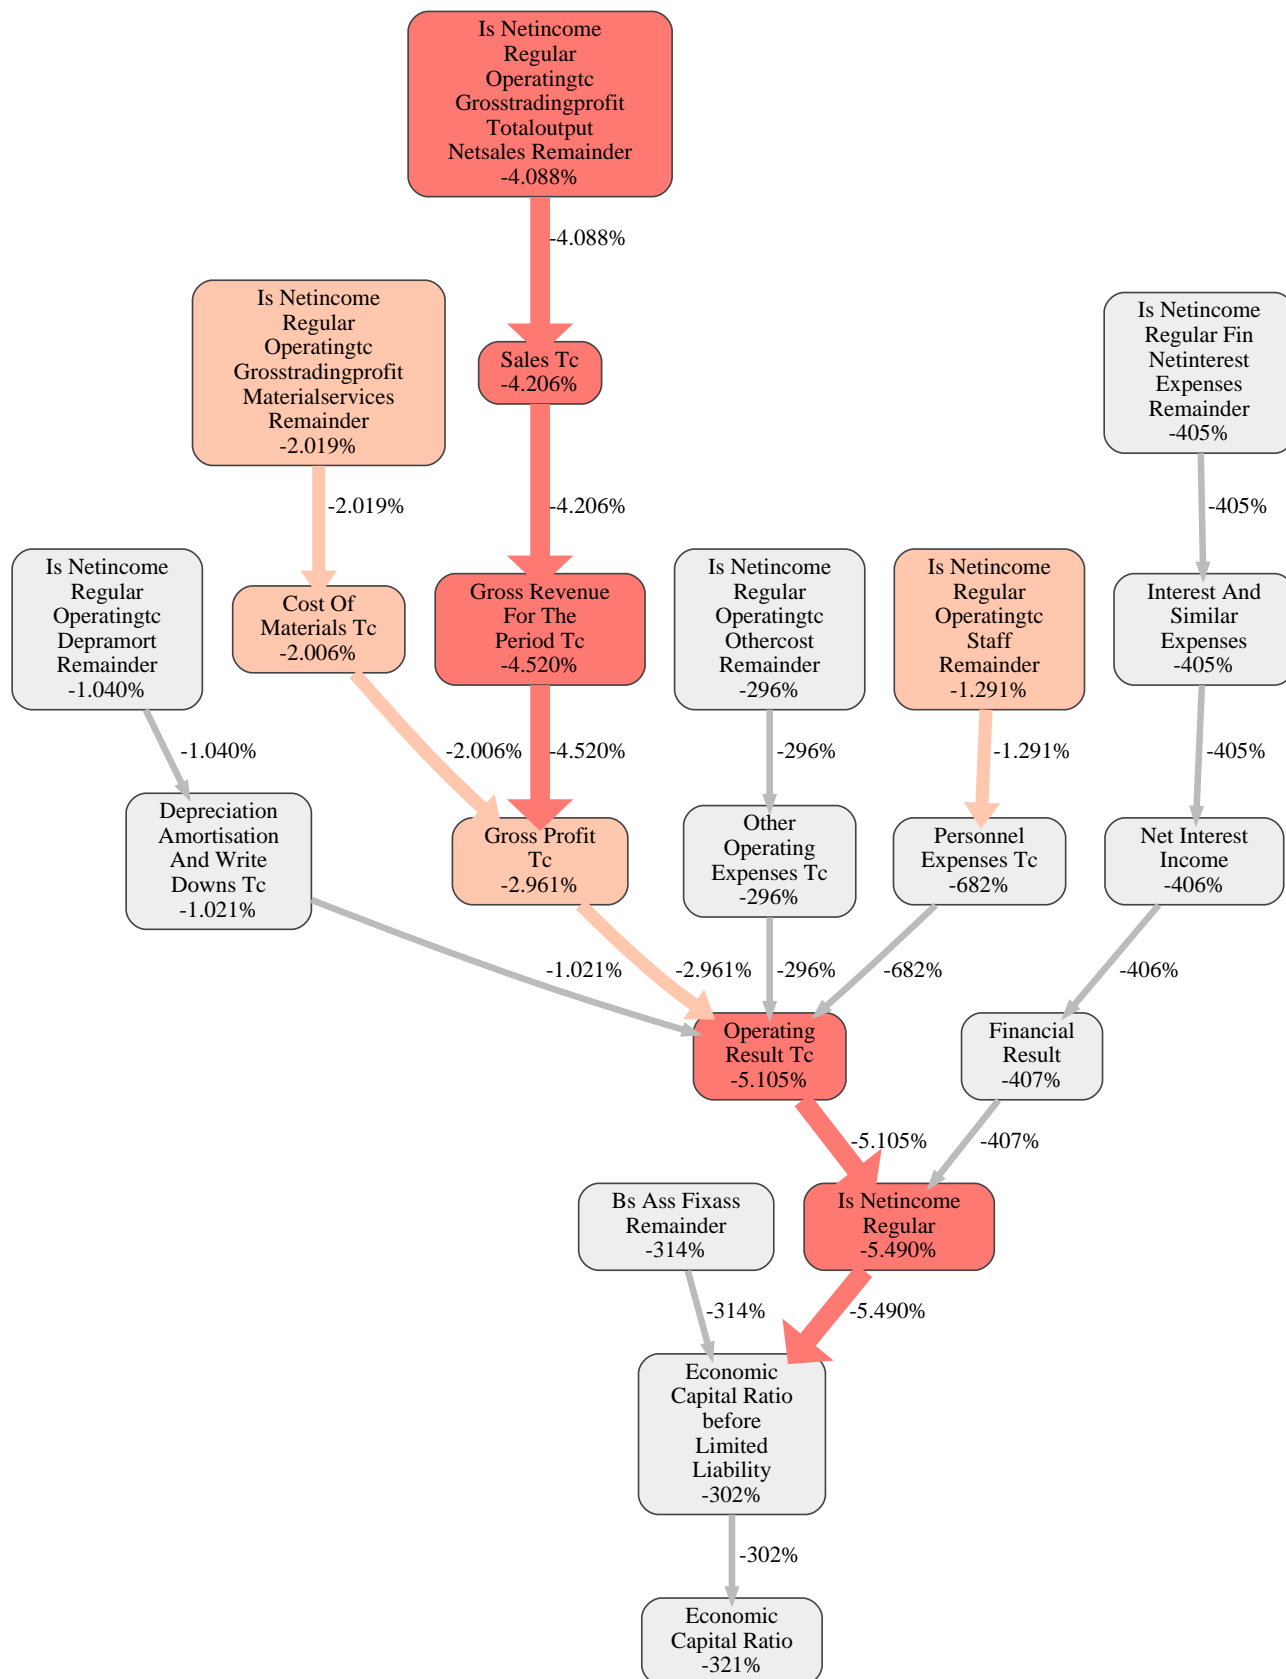 Is Netincome
Regular
Operatingtc
Grosstradingprofit
Totaloutput
Netsales Remainder
-4.088%
-4.088%
Is Netincome
Regular
Operatingtc
Grosstradingprofit
Materialservices
Remainder
-2.019%
Is Netincome
Regular Fin
Netinterest
Expenses
Remainder
-405%
Sales Tc
-4.206%
-2.019%
-4.206%
-405%
Is Netincome
Regular
Operatingtc
Depramort
Remainder
-1.040%
Cost Of
Materials Tc
-2.006%
Gross Revenue
For The
Period Tc
-4.520%
Is Netincome
Regular
Operatingtc
Othercost
Remainder
-296%
Is Netincome
Regular
Operatingtc
Staff
Remainder
-1.291%
Interest And
Similar
Expenses
-405%
-1.040%
-2.006%
-4.520%
-296%
-1.291%
-405%
Depreciation
Amortisation
And Write
Downs Tc
-1.021%
Gross Profit
Tc
-2.961%
Other
Operating
Expenses Tc
-296%
Personnel
Expenses Tc
-682%
Net Interest
Income
-406%
-1.021%
-2.961%
-296%
-682%
-406%
Operating
Result Tc
-5.105%
Financial
Result
-407%
-5.105%
-407%
Bs Ass Fixass
Remainder
-314%
Is Netincome
Regular
-5.490%
-314%
-5.490%
Economic
Capital Ratio
before
Limited
Liability
-302%
-302%
Economic
Capital Ratio
-321%